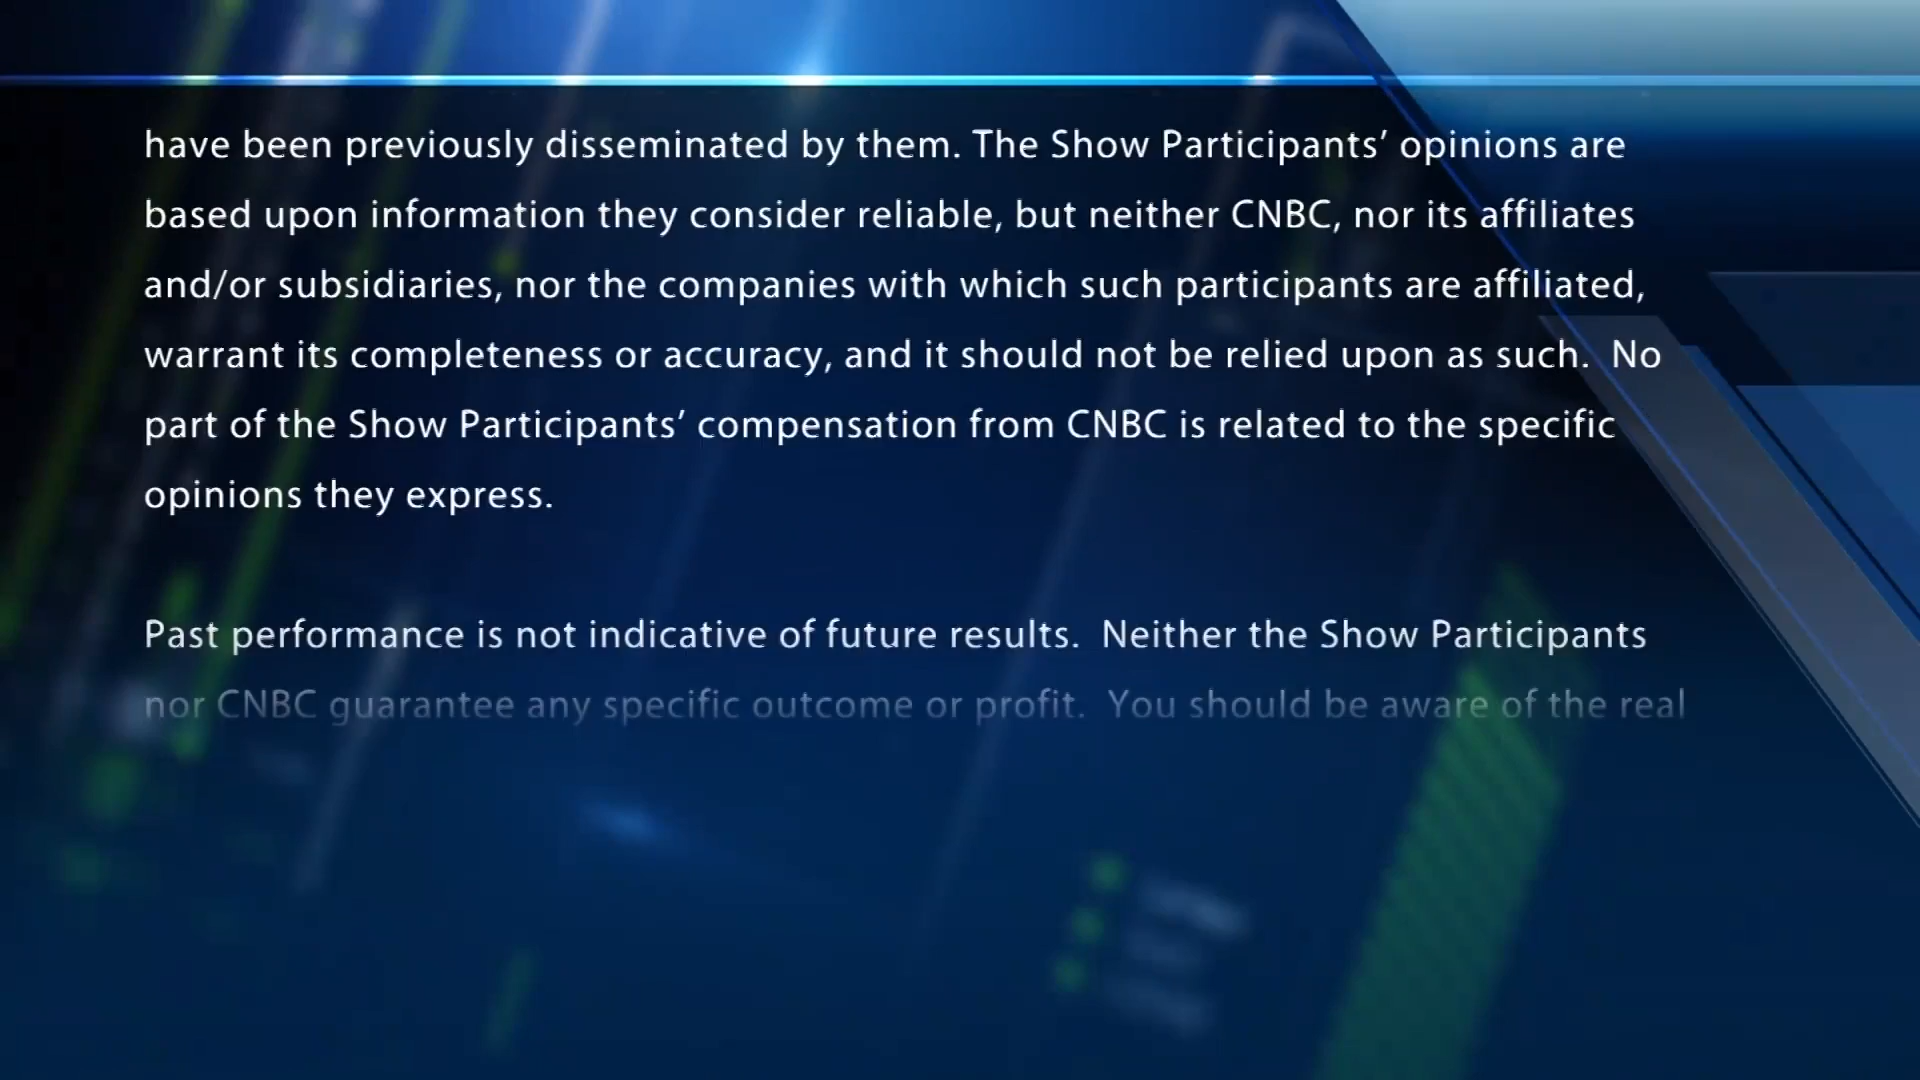 have been previously disseminated by them. The Show Participants’ opinions are
based upon information they consider reliable, but neither CNBC, nor its affiliates
and/or subsidiaries, nor the companies with which such participants are affiliated,
warrant its completeness or accuracy, and it should not be relied upon as such.  No
part of the Show Participants’ compensation from CNBC is related to the specific
opinions they express.
Past performance is not indicative of future results.  Neither the Show Participants
nor CNBC guarantee any specific outcome or profit.  You should be aware of the real